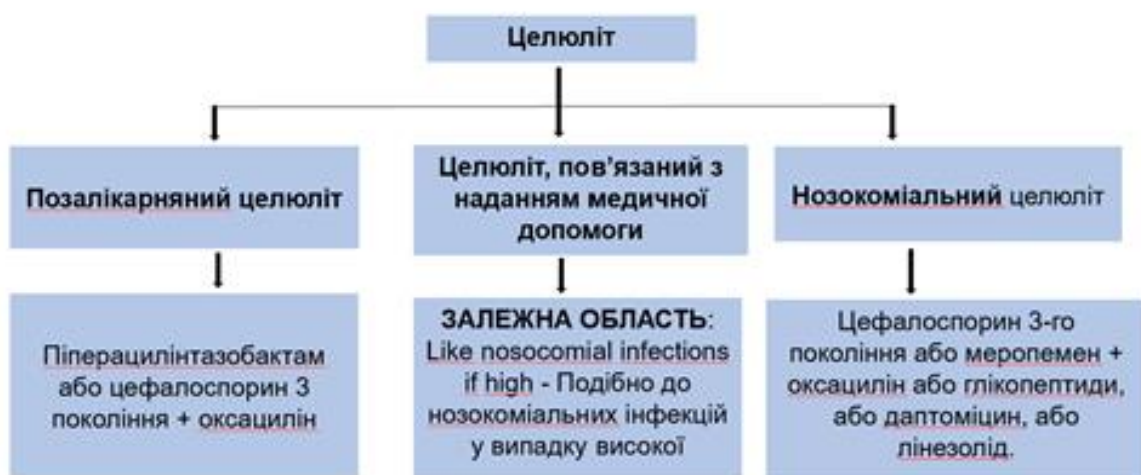 Целюліт
Позалікарняний целюліт
Целюліт, пов'язаний з
наданням медичної
допомоги
Нозокоміальний целюліт
Піперацилінтазобактам
або цефалоспорин 3
покоління + оксацилін
ЗАЛЕЖНА ОБЛАСТЬ:
Like nosocomial infections
if high - Подібно до
нозокоміальних інфекцій
у випадку високої
Цефалоспорин 3-го
покоління або меропемен +
оксацилін або глікопептиди,
або даптоміцин, або
лінезолід.